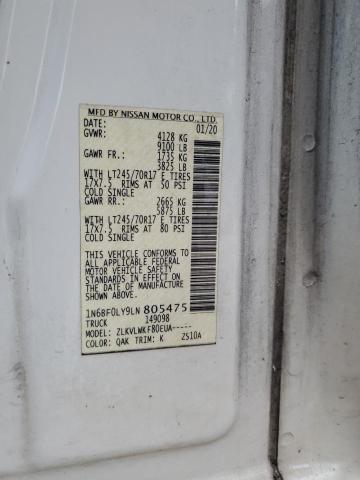 MFD BY NISSAN MOTOR CO., LTD.
DATE: 01/20
GVWR: 4128 KG
9100 LB
GAWR FR.: 1735 KG
3825 LB
WITH LT245/70R17 E TIRES
17X7.5 RIMS AT 50 PSI
COLD SINGLE
GAWR RR.: 2665 KG
5875 LB
WITH LT245/70R17 E TIRES
17X7.5 RIMS AT 80 PSI
COLD SINGLE
THIS VEHICLE CONFORMS TO ALL
APPLICABLE FEDERAL
MOTOR VEHICLE SAFETY
STANDARDS IN EFFECT
ON THE DATE OF
MANUFACTURE SHOWN
ABOVE.
1N6BF0LY9LN 805475
TRUCK 149098
MODEL: ZLKVLWKF80EUA-----
COLOR: QAK TRIM: K ZS10A